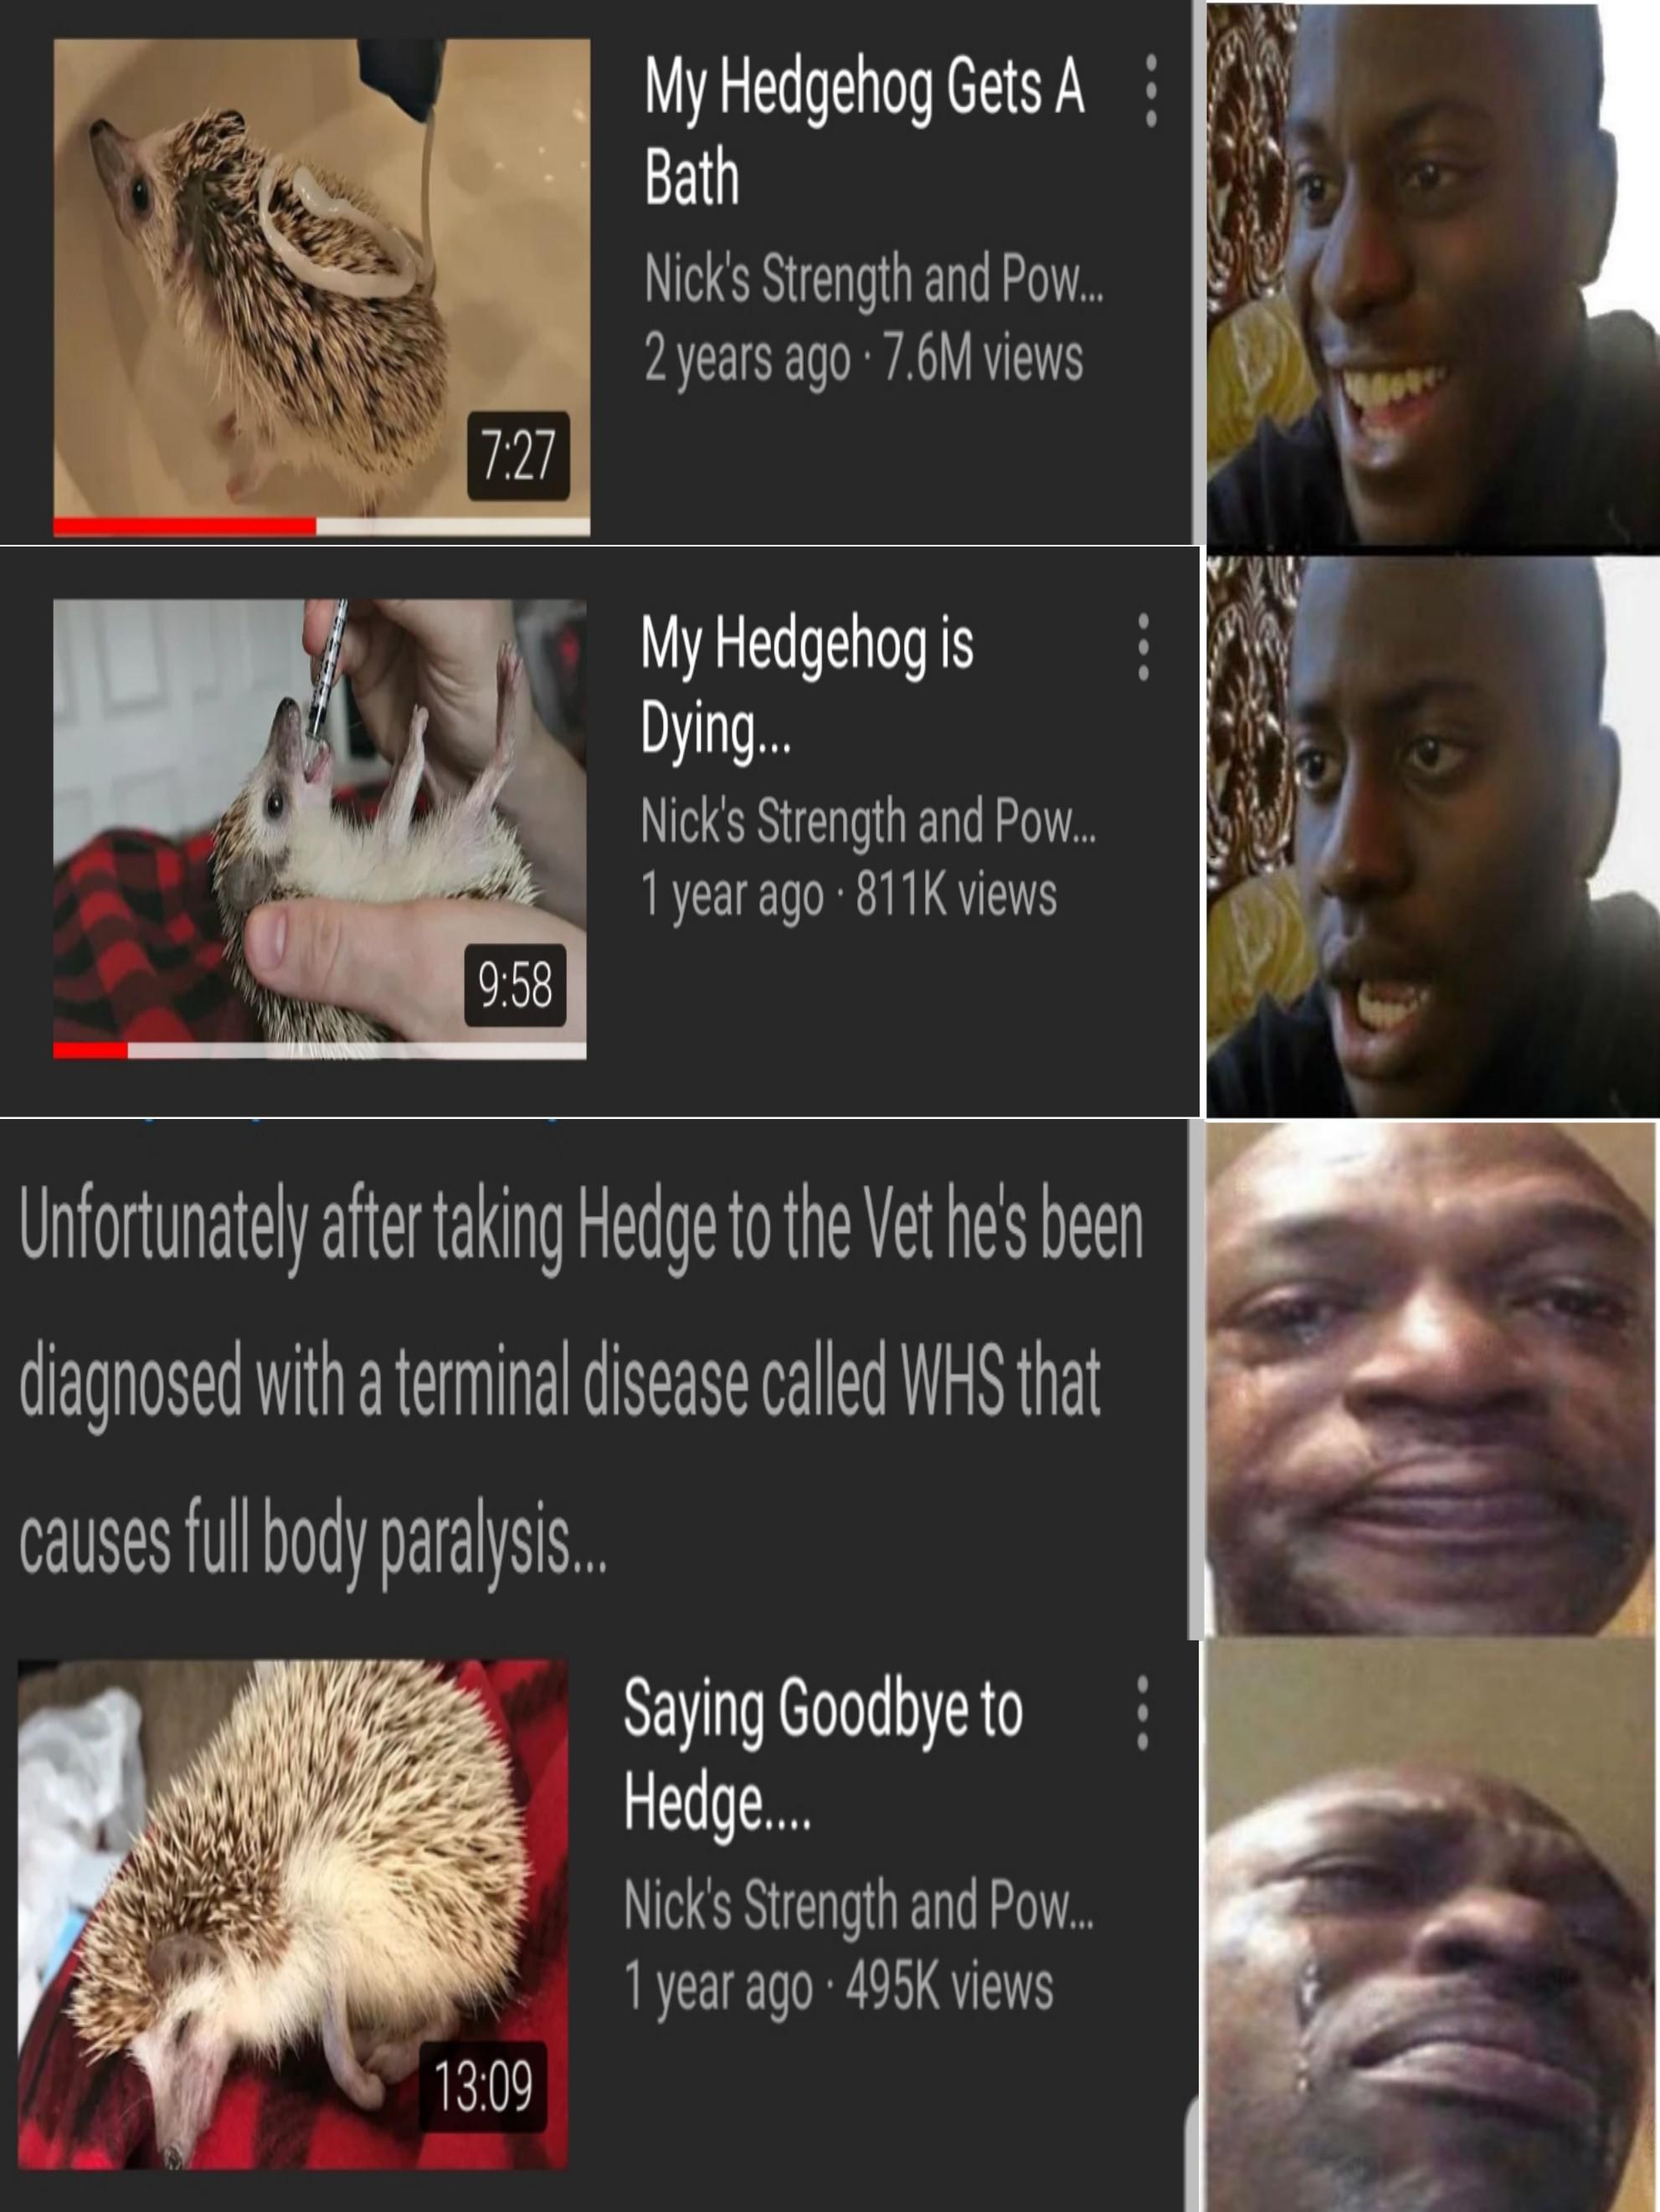 My Hedgehog Gets A
Bath
Nick's Strength and Pow...
2 years ago · 7.6M views
7:27
My Hedgehog is
Dying...
Nick's Strength and Pow...
1 year ago · 811K views
9:58
Unfortunately after taking Hedge to the Vet he's been
diagnosed with a terminal disease called WHS that
causes full body paralysis...
Saying Goodbye to
Hedge....
Nick's Strength and Pow...
1 year ago · 495K views
13:09